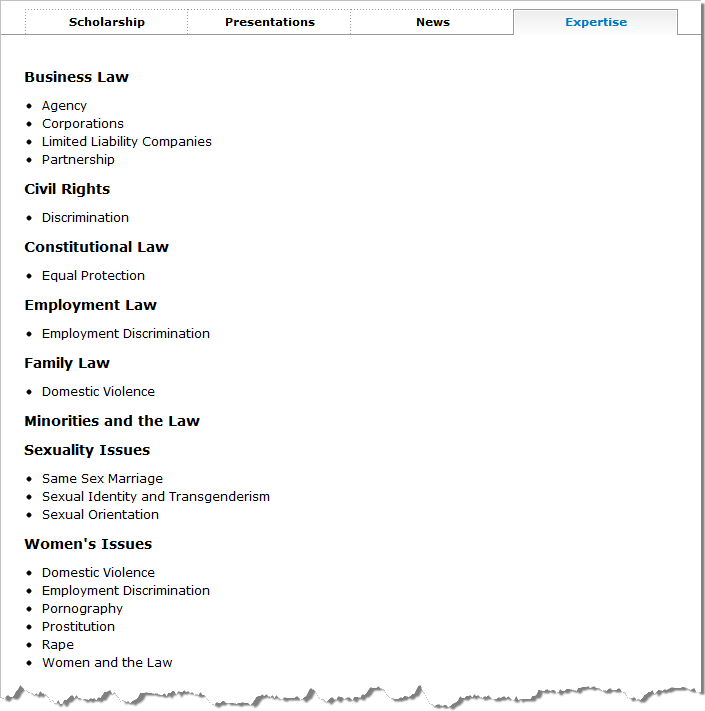 Scholarship Presentations News Expertise
Business Law
Agency
Corporations
Limited Liability Companies
Partnership
Civil Rights
Discrimination
Constitutional Law
Equal Protection
Employment Law
Employment Discrimination
Family Law
Domestic Violence
Minorities and the Law
Sexuality Issues
Same Sex Marriage
Sexual Identity and Transgenderism
Sexual Orientation
Women's Issues
Domestic Violence
Employment Discrimination
Pornography
Prostitution
Rape
Women and the Law